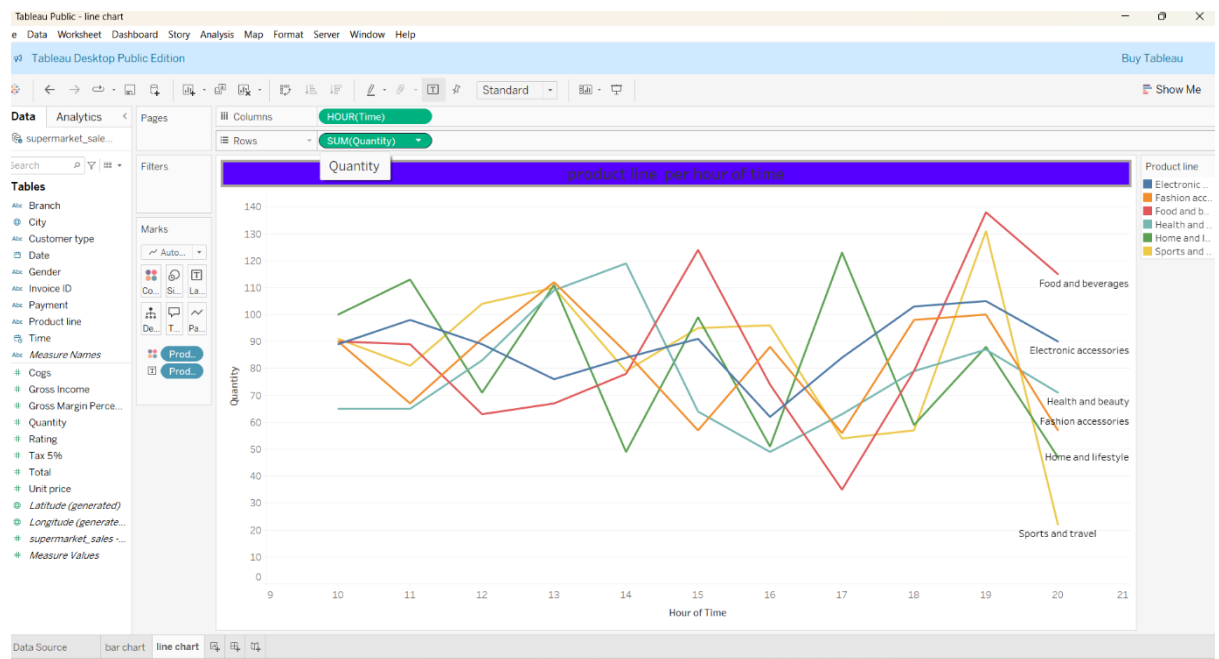 Tableau Public - line chart
e Data Worksheet Dashboard Story Analysis Map Format Server Window Help
Tableau Desktop Public Edition
Buy Tableau
Standard
Show Me
Data Analytics
Pages
Columns
HOUR(Time)
supermarket_sale...
Rows
SUM(Quantity)
Search
Filters
Quantity
product line per hour of time
Product line
Tables
Abc Branch
City
Abc Customer type
Date
Abc Gender
Abc Invoice ID
Abc Payment
Abc Product line
Time
Abc Measure Names
# Cogs
# Gross Income
# Gross Margin Perce...
# Quantity
# Rating
# Tax 5%
# Total
# Unit price
Latitude (generated)
Longitude (generate...
# supermarket_sales -...
# Measure Values
Marks
Auto...
Co... Si... La...
De... T... Pa...
Prod..
Prod..
Electronic ..
Fashion acc..
Food and b..
Health and ..
Home and l..
Sports and ..
140
130
120
110
100
90
80
70
60
50
40
30
20
10
0
Quantity
Food and beverages
Electronic accessories
Health and beauty
Fashion accessories
Home and lifestyle
Sports and travel
9 10 11 12 13 14 15 16 17 18 19 20 21
Hour of Time
Data Source bar chart line chart